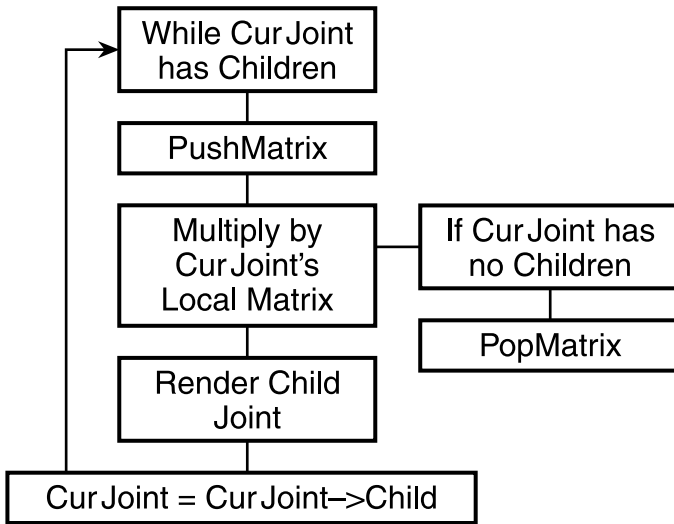 While CurJoint
has Children
PushMatrix
Multiply by
CurJoint's
Local Matrix
If CurJoint has
no Children
PopMatrix
Render Child
Joint
CurJoint = CurJoint–>Child